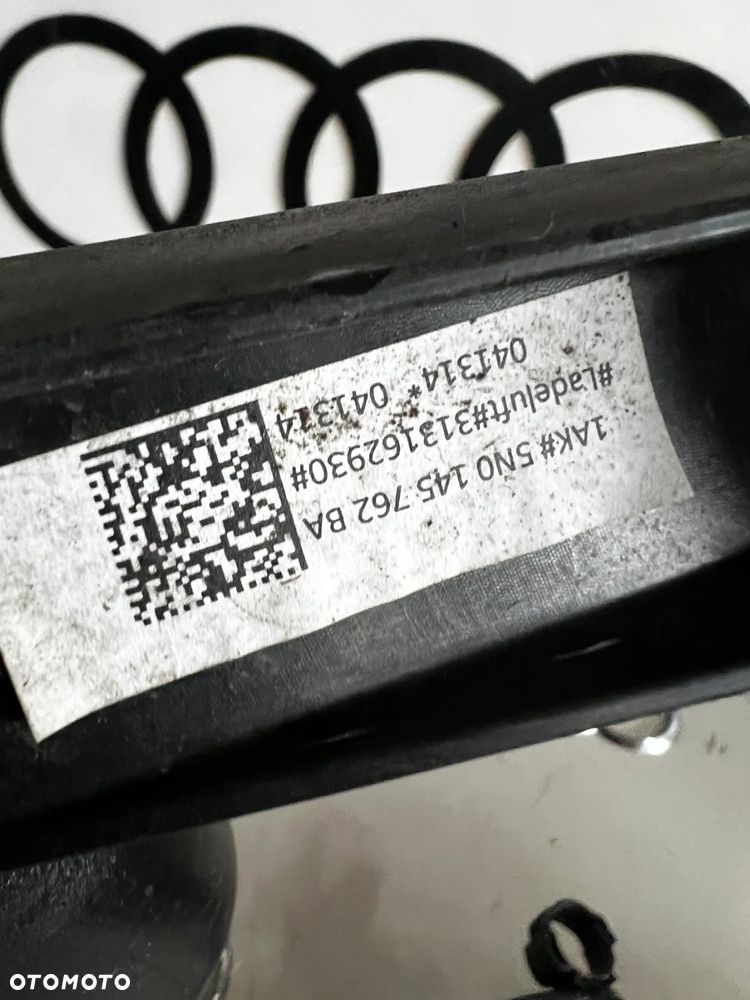 1AK# 5N0 145 762 BA
#Ladeluft#313162930#
041314 * 041314
OTOMOTO